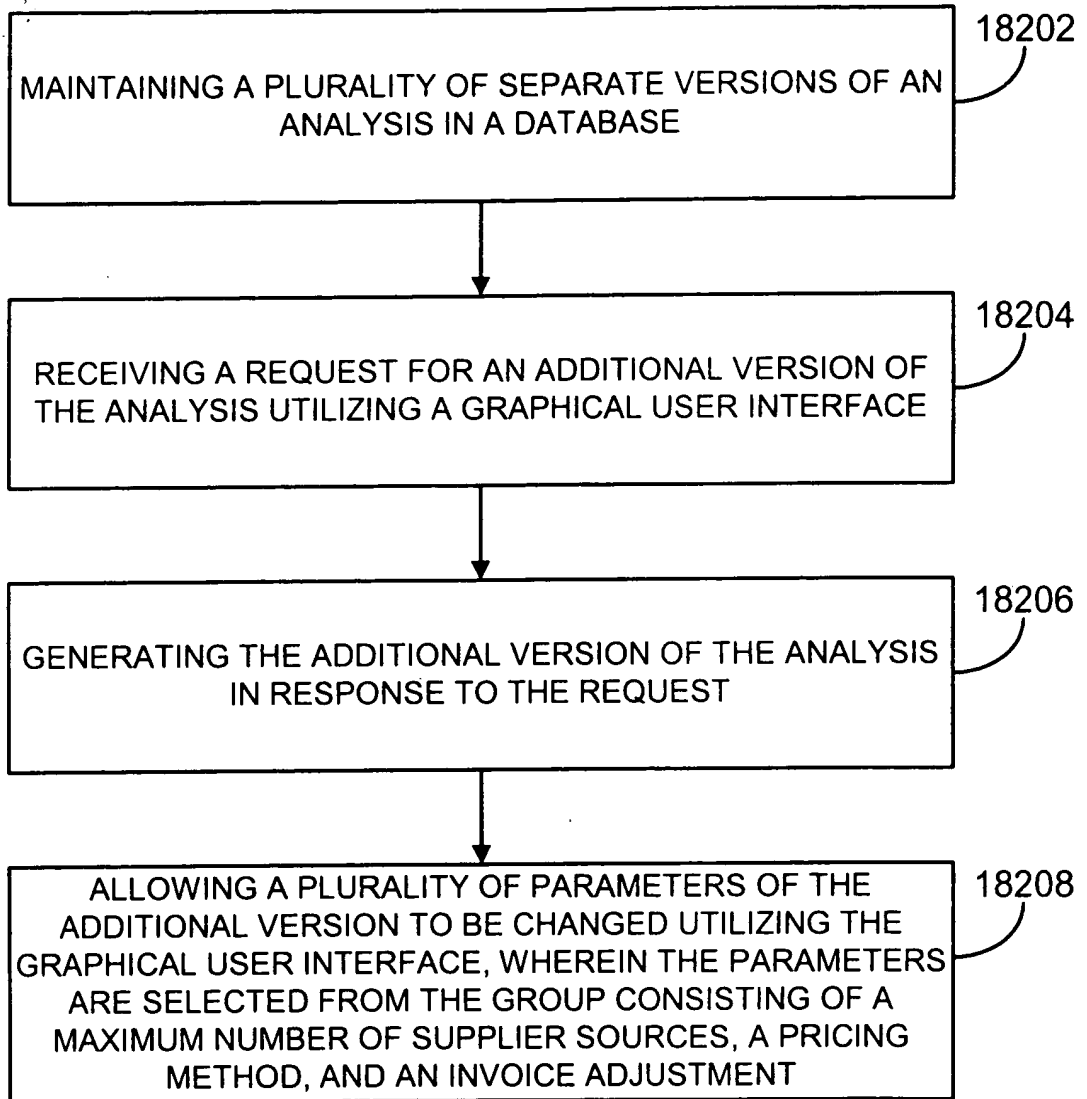 18202
MAINTAINING A PLURALITY OF SEPARATE VERSIONS OF AN
ANALYSIS IN A DATABASE
18204
RECEIVING A REQUEST FOR AN ADDITIONAL VERSION OF
THE ANALYSIS UTILIZING A GRAPHICAL USER INTERFACE
18206
GENERATING THE ADDITIONAL VERSION OF THE ANALYSIS
IN RESPONSE TO THE REQUEST
18208
ALLOWING A PLURALITY OF PARAMETERS OF THE
ADDITIONAL VERSION TO BE CHANGED UTILIZING THE
GRAPHICAL USER INTERFACE, WHEREIN THE PARAMETERS
ARE SELECTED FROM THE GROUP CONSISTING OF A
MAXIMUM NUMBER OF SUPPLIER SOURCES, A PRICING
METHOD, AND AN INVOICE ADJUSTMENT